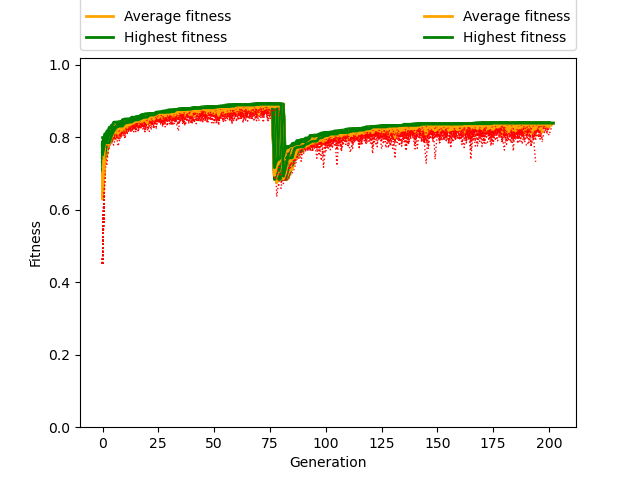 Average fitness Average fitness
Highest fitness Highest fitness
1.0
0.8
0.6
0.4
0.2
0.0
Fitness
0 25 50 75 100 125 150 175 200
Generation